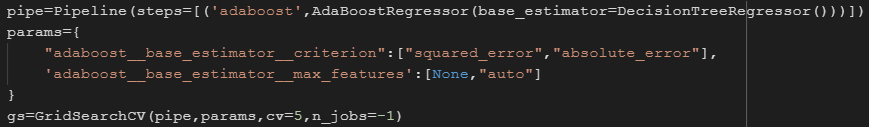 pipe=Pipeline(steps=[('adaboost',AdaBoostRegressor(base_estimator=DecisionTreeRegressor()))])
params={
    "adaboost__base_estimator__criterion":["squared_error","absolute_error"],
    'adaboost__base_estimator__max_features':[None,"auto"]
}
gs=GridSearchCV(pipe,params,cv=5,n_jobs=-1)